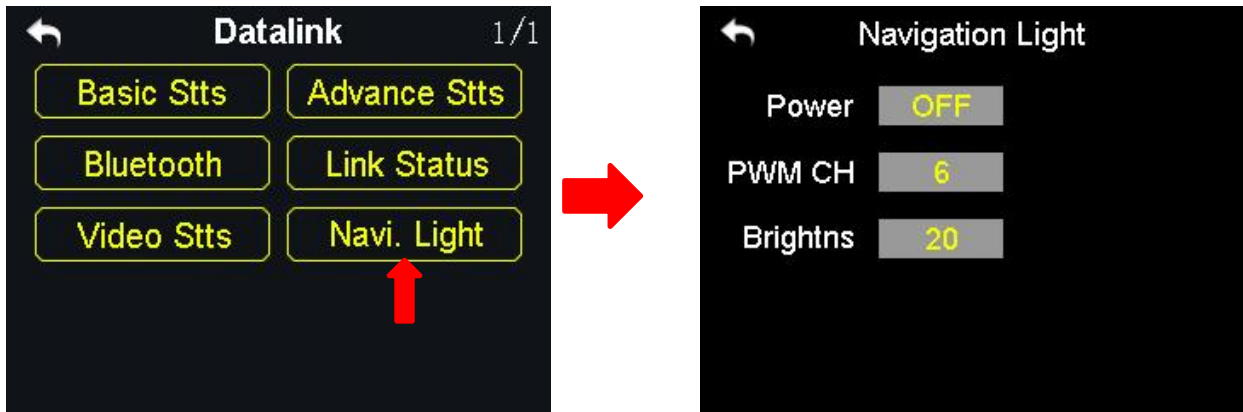 Datalink 1/1
Basic Stts Advance Stts
Bluetooth Link Status
Video Stts Navi. Light
Navigation Light
Power OFF
PWM CH 6
Brightns 20